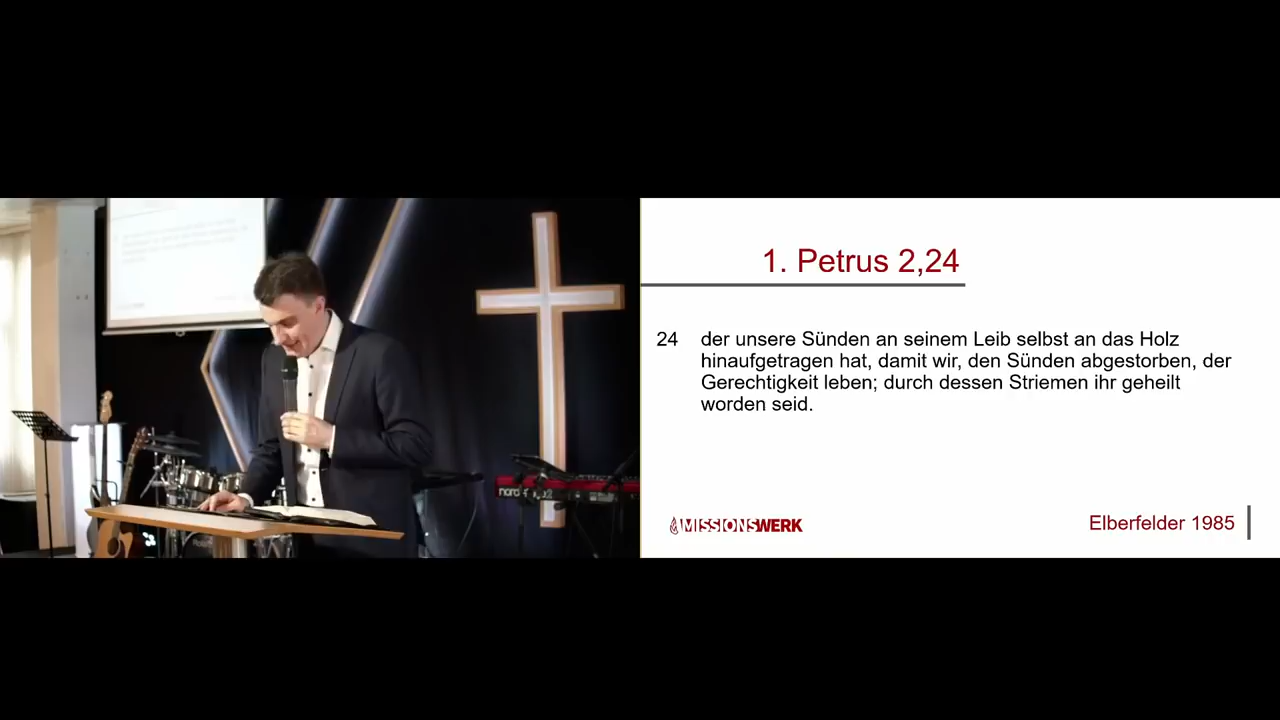 1. Petrus 2,24
24 der unsere Sünden an seinem Leib selbst an das Holz
hinaufgetragen hat, damit wir, den Sünden abgestorben, der
Gerechtigkeit leben; durch dessen Striemen ihr geheilt
worden seid.
MISSIONSWERK
Elberfelder 1985
nord